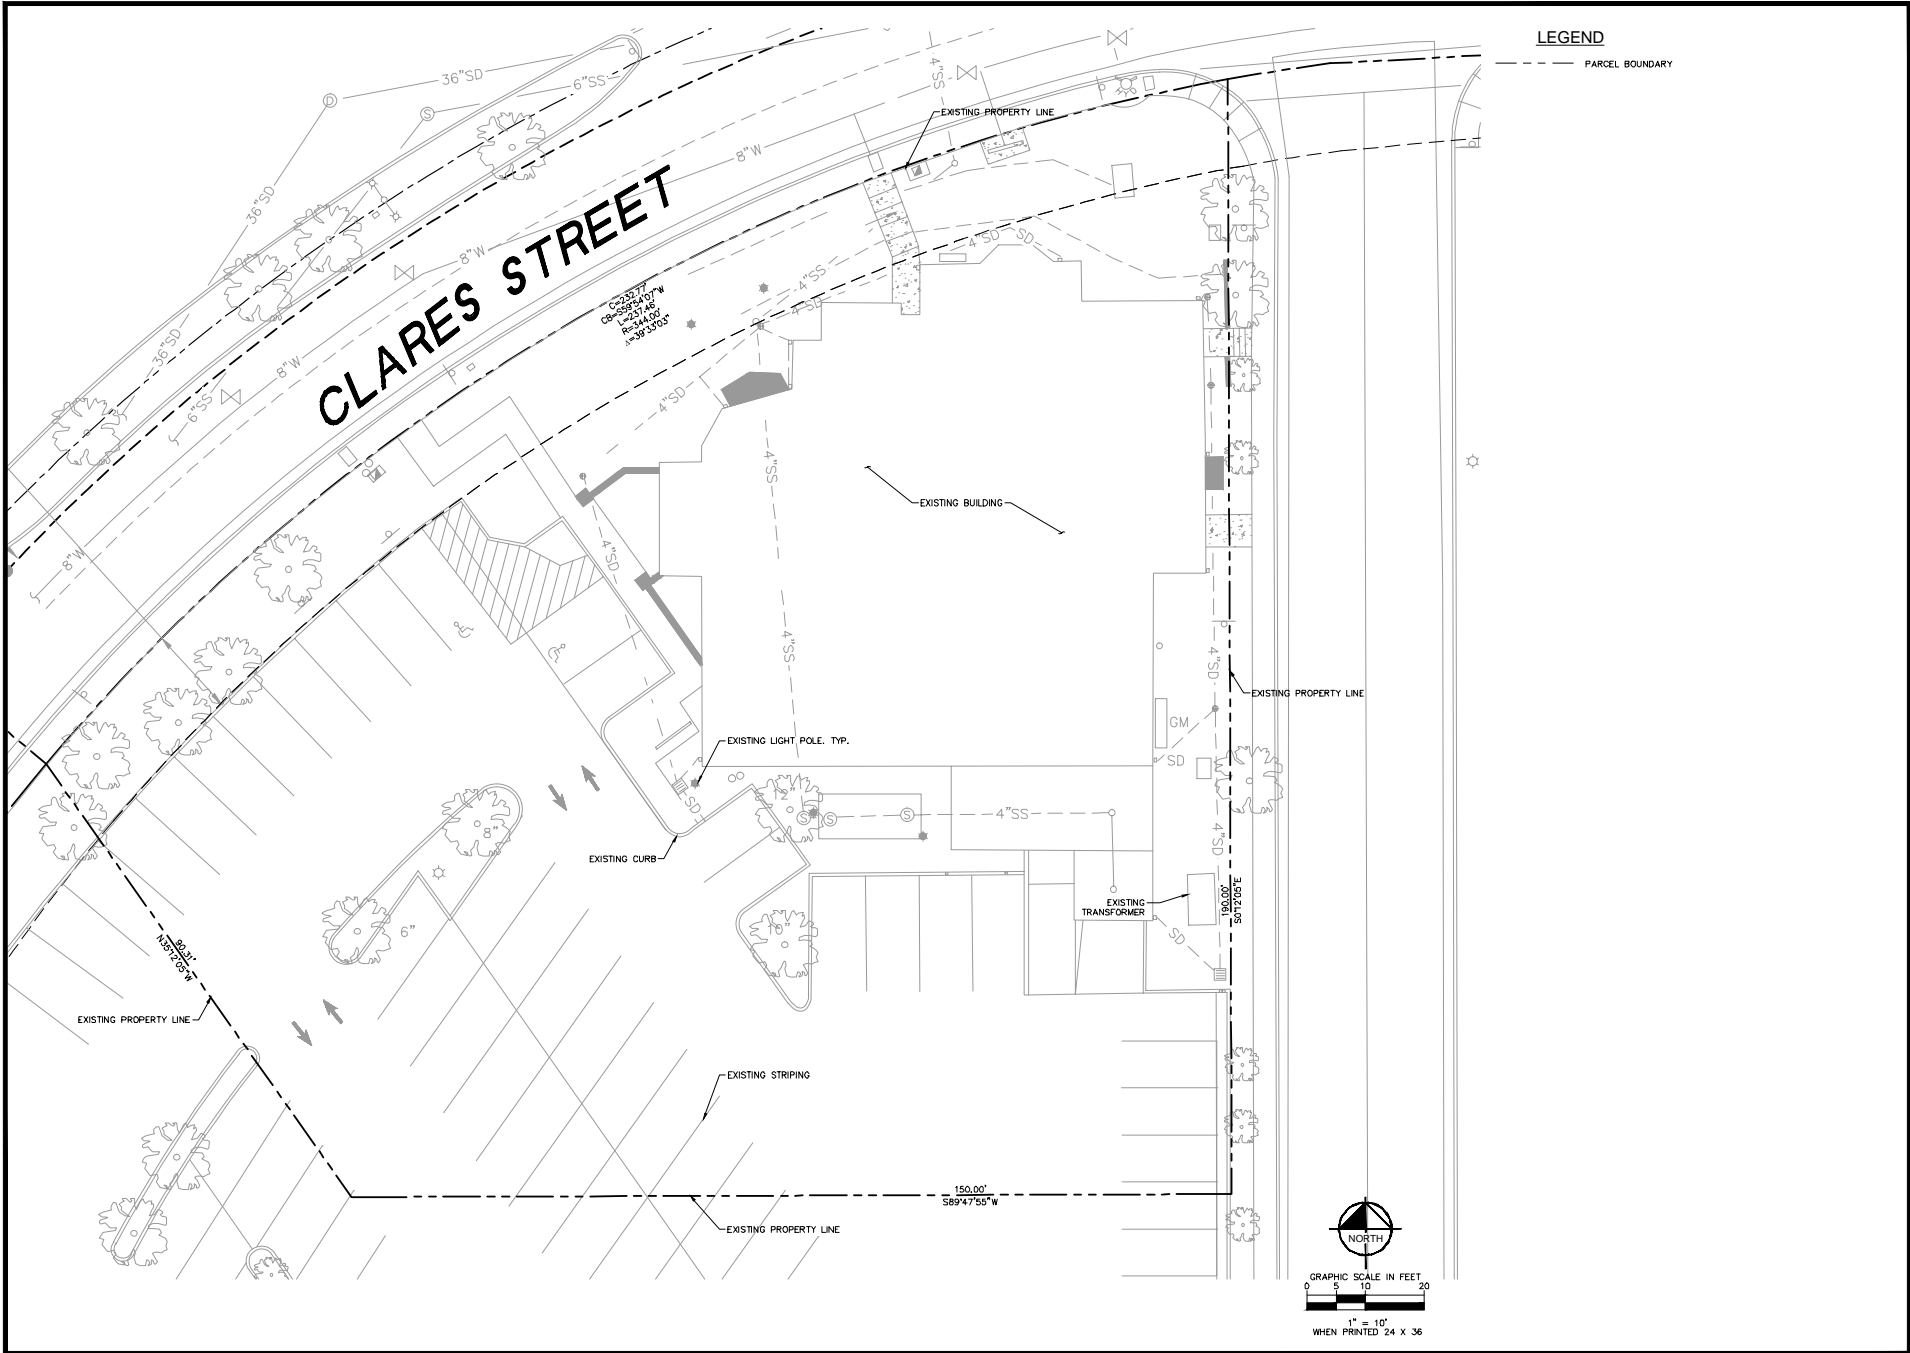 LEGEND
PARCEL BOUNDARY
36"SD
6"SS
4"SS
EXISTING PROPERTY LINE
8"W
36"SD
CLARES STREET
8"W
4"SD
SD
4"SS
4"SD
C=232.77'
CB=S59°54'07"W
L=237.46'
R=344.00'
Δ=39°33'03"
36"SD
8"W
6"SS
4"SD
4"SS
EXISTING BUILDING
8"W
4"SD
4"SS
4"SD
EXISTING PROPERTY LINE
GM
EXISTING LIGHT POLE. TYP.
SD
12"
SD
4"SS
8"
4"SD
EXISTING CURB
EXISTING
TRANSFORMER
190.00'
S0°12'05"E
6"
10"
SD
90.31'
N35°12'05"W
EXISTING PROPERTY LINE
EXISTING STRIPING
150.00'
S89°47'55"W
EXISTING PROPERTY LINE
NORTH
GRAPHIC SCALE IN FEET
0 5 10 20
1" = 10'
WHEN PRINTED 24 X 36